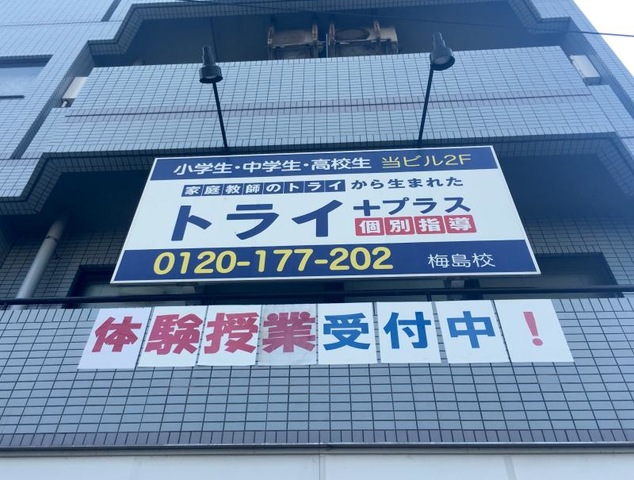 小学生・中学生・高校生 当ビル2F
家庭教師のトライから生まれた
トライ+プラス
個別指導
0120-177-202 梅島校
体験授業受付中!